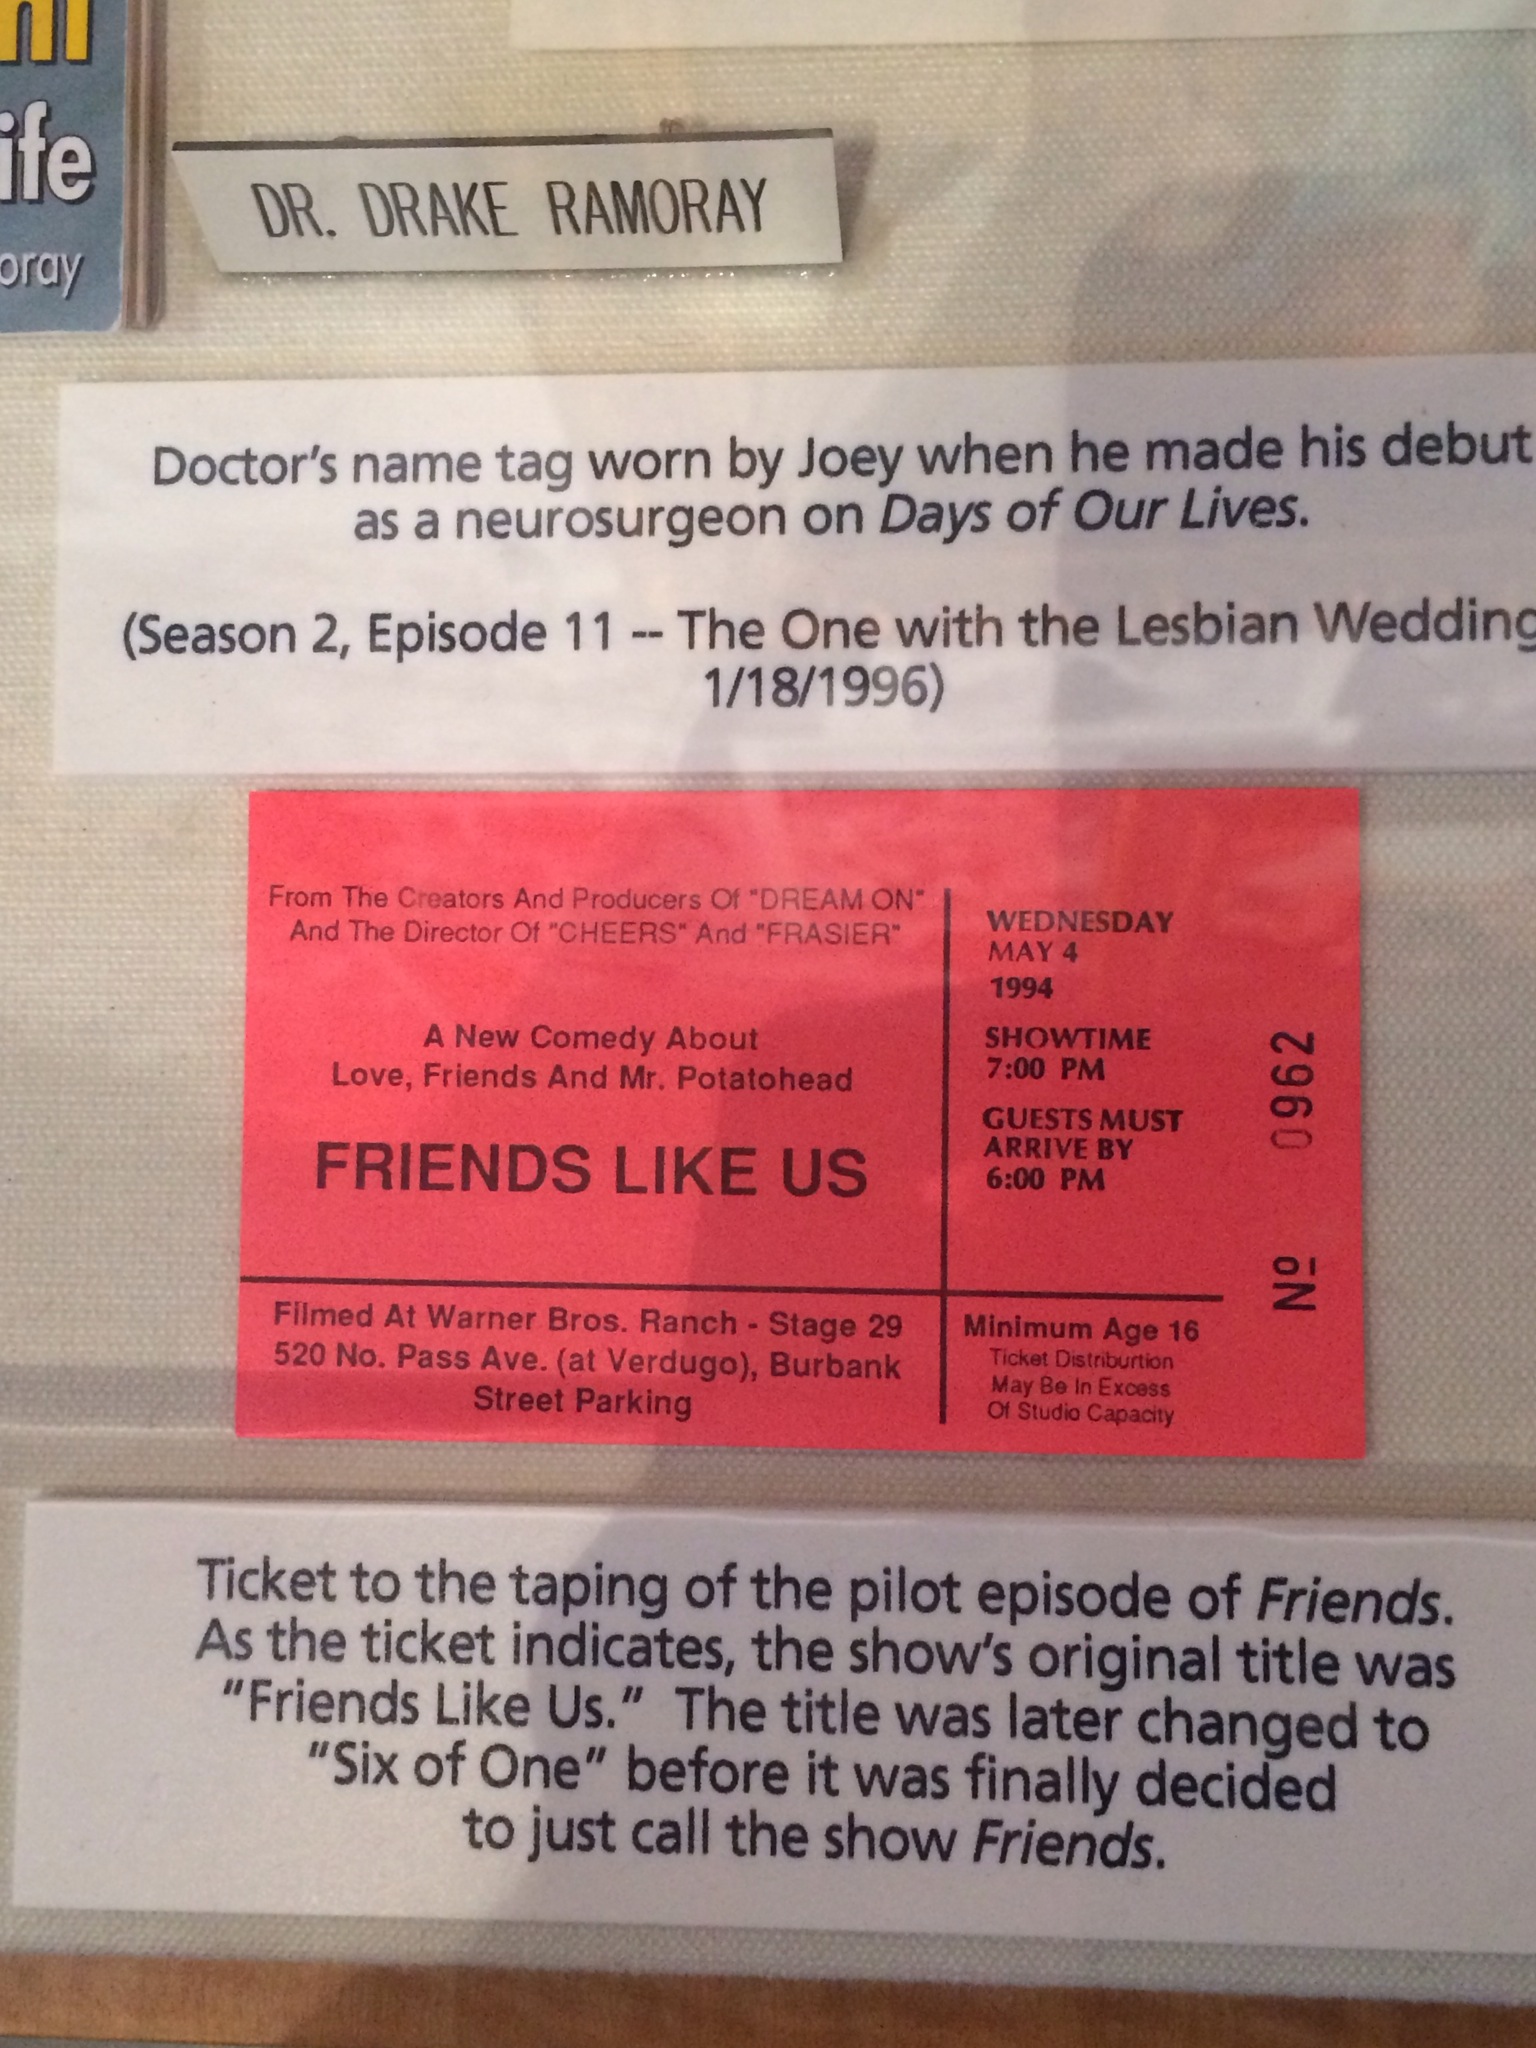 ife
oray
DR. DRAKE RAMORAY
Doctor's name tag worn by Joey when he made his debut
as a neurosurgeon on Days of Our Lives.
(Season 2, Episode 11 -- The One with the Lesbian Wedding
1/18/1996)
From The Creators And Producers Of "DREAM ON"
And The Director Of "CHEERS" And "FRASIER"
A New Comedy About
Love, Friends And Mr. Potatohead
FRIENDS LIKE US
Filmed At Warner Bros. Ranch - Stage 29
520 No. Pass Ave. (at Verdugo), Burbank
Street Parking
WEDNESDAY
MAY 4
1994
SHOWTIME
7:00 PM
GUESTS MUST
ARRIVE BY
6:00 PM
Minimum Age 16
Ticket Distriburtion
May Be In Excess
Of Studio Capacity
Nº 0962
Ticket to the taping of the pilot episode of Friends.
As the ticket indicates, the show's original title was
"Friends Like Us." The title was later changed to
"Six of One" before it was finally decided
to just call the show Friends.